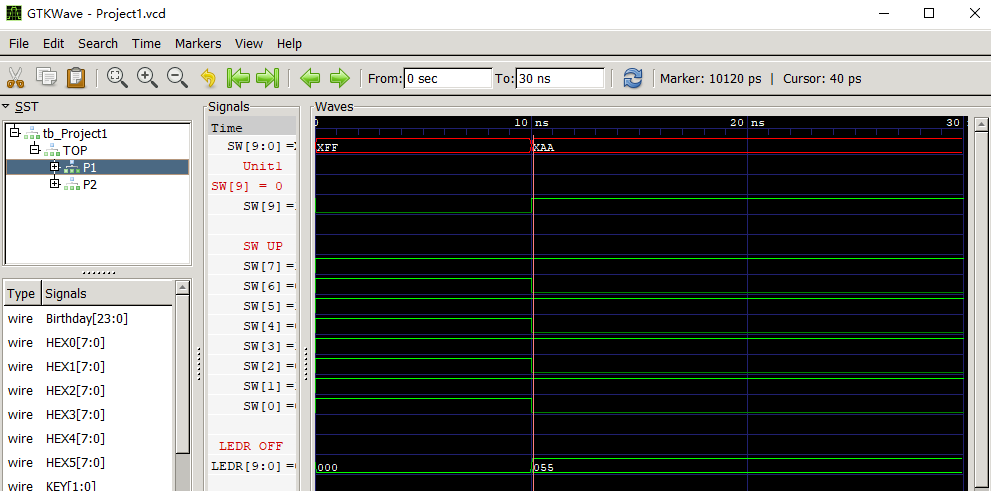 GTKWave - Project1.vcd
File Edit Search Time Markers View Help
From: 0 sec To: 30 ns Marker: 10120 ps | Cursor: 40 ps
SST
tb_Project1
TOP
P1
P2
Type Signals
wire Birthday[23:0]
wire HEX0[7:0]
wire HEX1[7:0]
wire HEX2[7:0]
wire HEX3[7:0]
wire HEX4[7:0]
wire HEX5[7:0]
wire KEY[1:0]
Signals
Time
SW[9:0]=
Unit1
SW[9] = 0
SW[9]=
SW UP
SW[7]=
SW[6]=
SW[5]=
SW[4]=
SW[3]=
SW[2]=
SW[1]=
SW[0]=
LEDR OFF
LEDR[9:0]=
Waves
0 10 ns 20 ns 30
XFF XAA
000 055